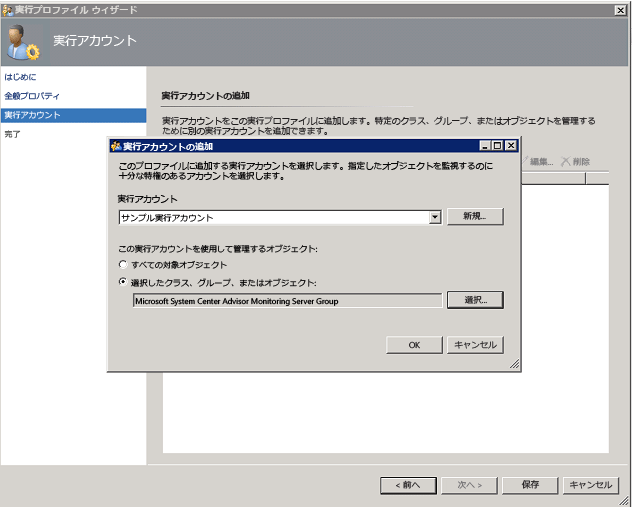 実行プロファイル ウィザード
実行アカウント
はじめに
全般プロパティ
実行アカウント
完了
実行アカウントの追加
実行アカウントをこの実行プロファイルに追加します。特定のクラス、グループ、またはオブジェクトを管理する
ために別の実行アカウントを追加できます。
編集... 削除
実行アカウントの追加
このプロファイルに追加する実行アカウントを選択します。指定したオブジェクトを監視するのに
十分な特権のあるアカウントを選択します。
実行アカウント
サンプル実行アカウント
新規...
この実行アカウントを使用して管理するオブジェクト:
すべての対象オブジェクト
選択したクラス、グループ、またはオブジェクト:
Microsoft System Center Advisor Monitoring Server Group
選択...
OK キャンセル
< 前へ 次へ > 保存 キャンセル